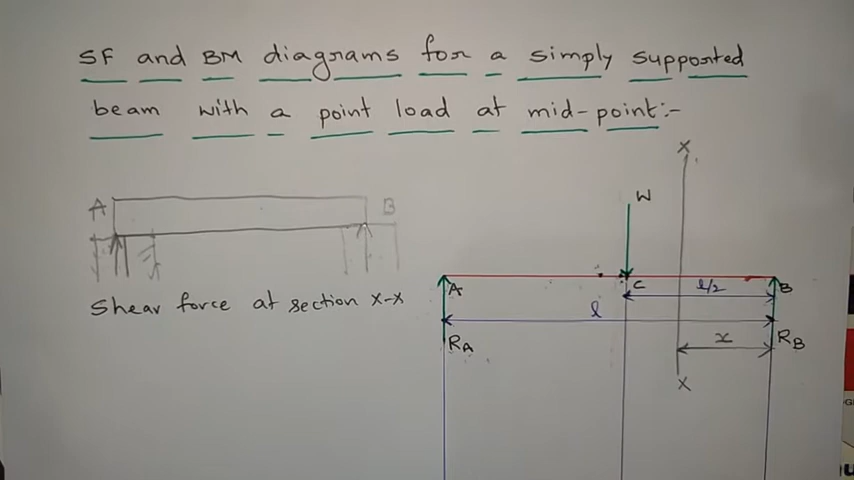 SF and BM diagrams for a simply supported
beam with a point load at mid-point:-
A B
Shear force at section x-x
X
W
A C B
l/2
l
RA x RB
X